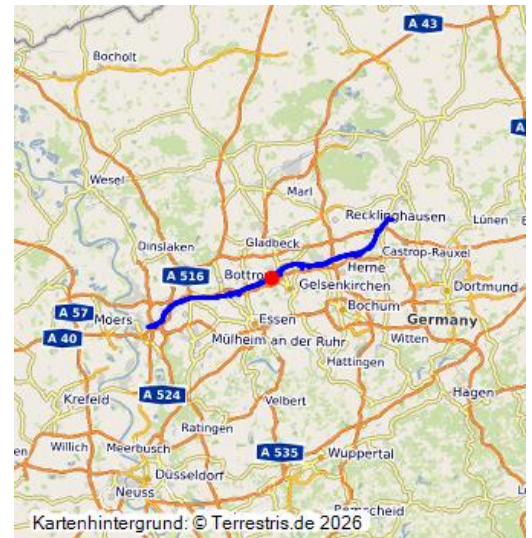 A 43
Bocholt
A
Wesel
Marl
Recklinghausen
Lünen
Dinslaken
Gladbeck
Castrop-Rauxel
A 516
Bottro
Herne
A 57
Gelsenkirchen
Dortmund
Moers
Bochum
Essen
Germany
A 40
Mülheim an der Ruhr
Witten
Hattingen
A 524
Hagen
Krefeld
Velbert
Ratingen
Willich
Meerbusch
A 535
Wuppertal
Düsseldorf
Neuss
Remscheid
Kartenhintergrund: © Terrestris.de 2026